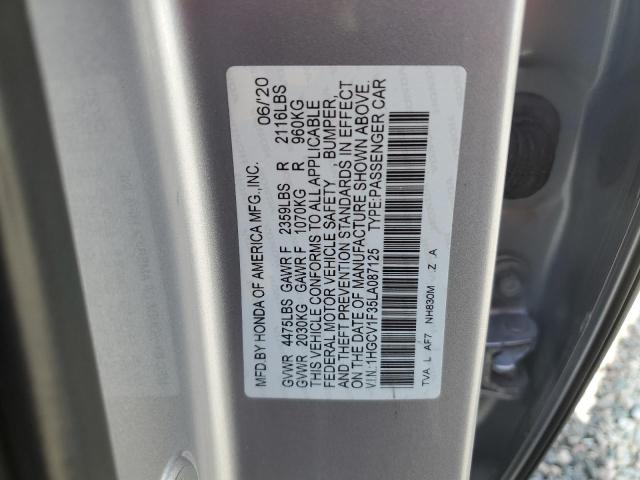 MFD.BY HONDA OF AMERICA MFG.,INC. 06/'20
GVWR 4475LBS GAWR F 2359LBS R 2116LBS
GVWR 2030KG GAWR F 1070KG R 960KG
THIS VEHICLE CONFORMS TO ALL APPLICABLE
FEDERAL MOTOR VEHICLE SAFETY, BUMPER,
AND THEFT PREVENTION STANDARDS IN EFFECT
ON THE DATE OF MANUFACTURE SHOWN ABOVE.
VIN:1HGCV1F35LA087125 TYPE:PASSENGER CAR
TVA L AF7 NH830M .Z .A